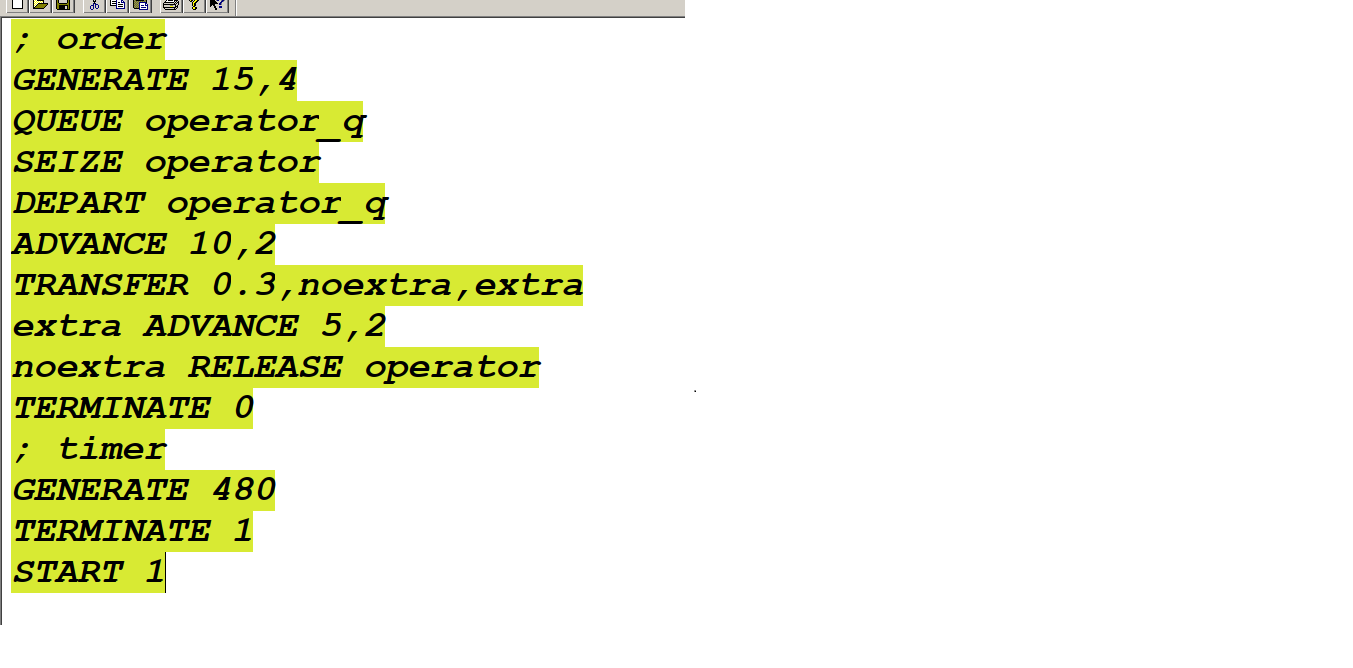 ; order
GENERATE 15,4
QUEUE operator_q
SEIZE operator
DEPART operator_q
ADVANCE 10,2
TRANSFER 0.3,noextra,extra
extra ADVANCE 5,2
noextra RELEASE operator
TERMINATE 0
; timer
GENERATE 480
TERMINATE 1
START 1